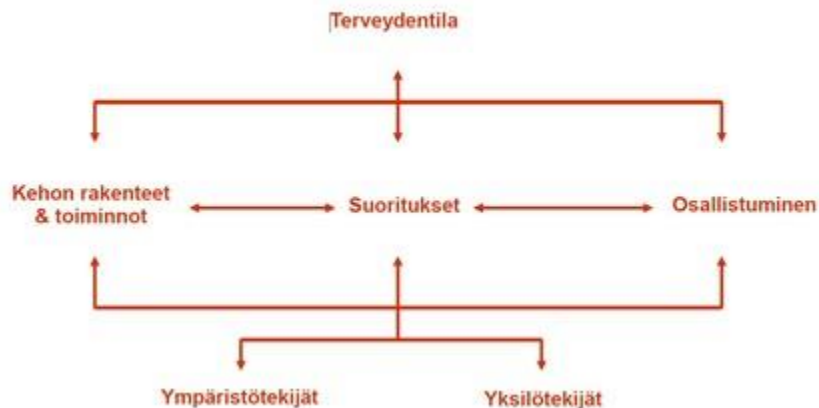 Terveydentila
Kehon rakenteet
& toiminnot
Suoritukset
Osallistuminen
Ympäristötekijät
Yksilötekijät